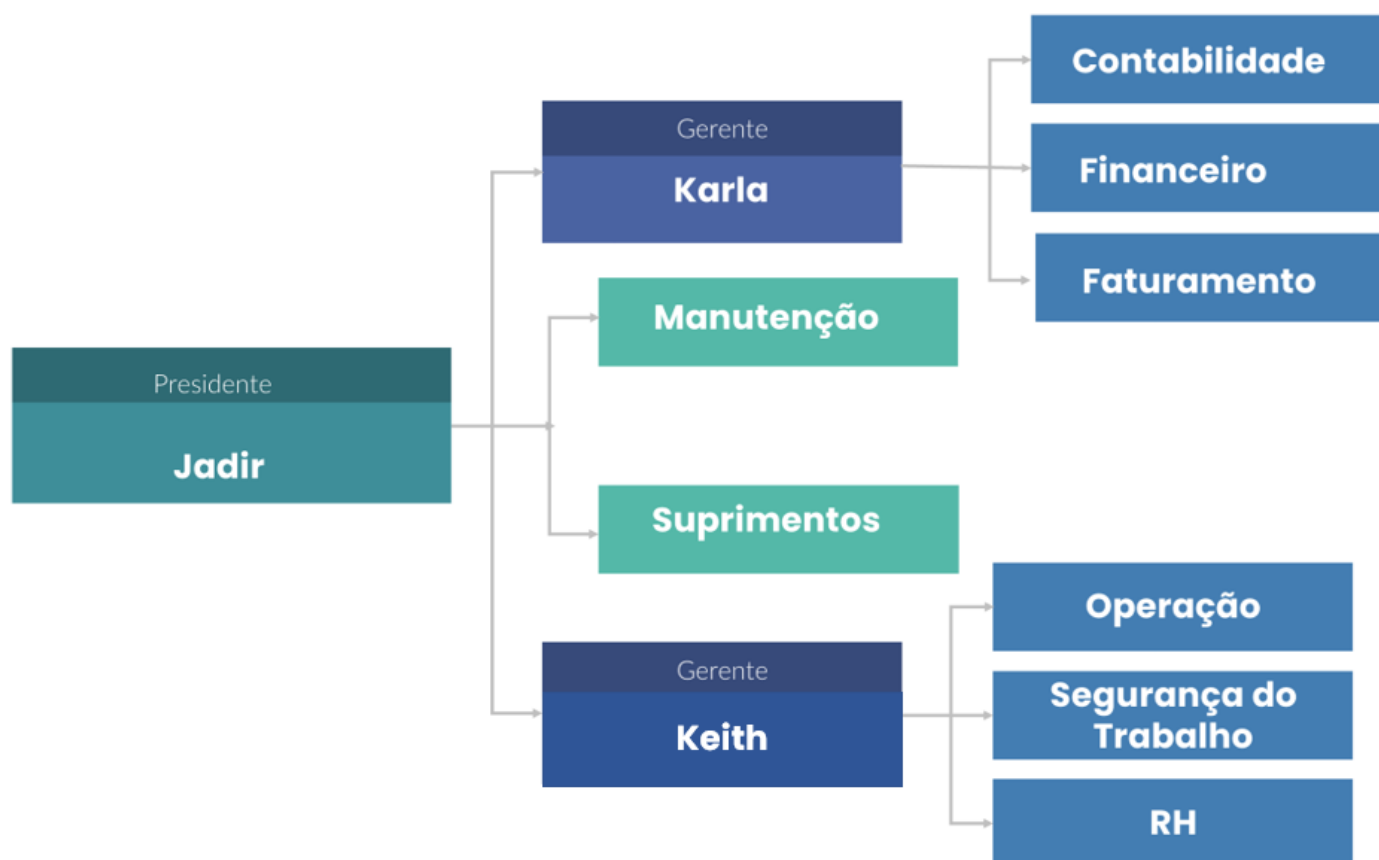 Contabilidade
Gerente
Karla
Financeiro
Faturamento
Manutenção
Presidente
Jadir
Suprimentos
Operação
Gerente
Keith
Segurança do
Trabalho
RH